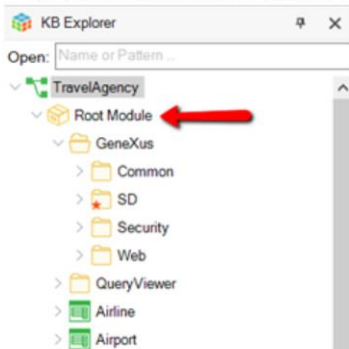 KB Explorer
Open: Name or Pattern ...
TravelAgency
Root Module
GeneXus
Common
SD
Security
Web
QueryViewer
Airline
Airport